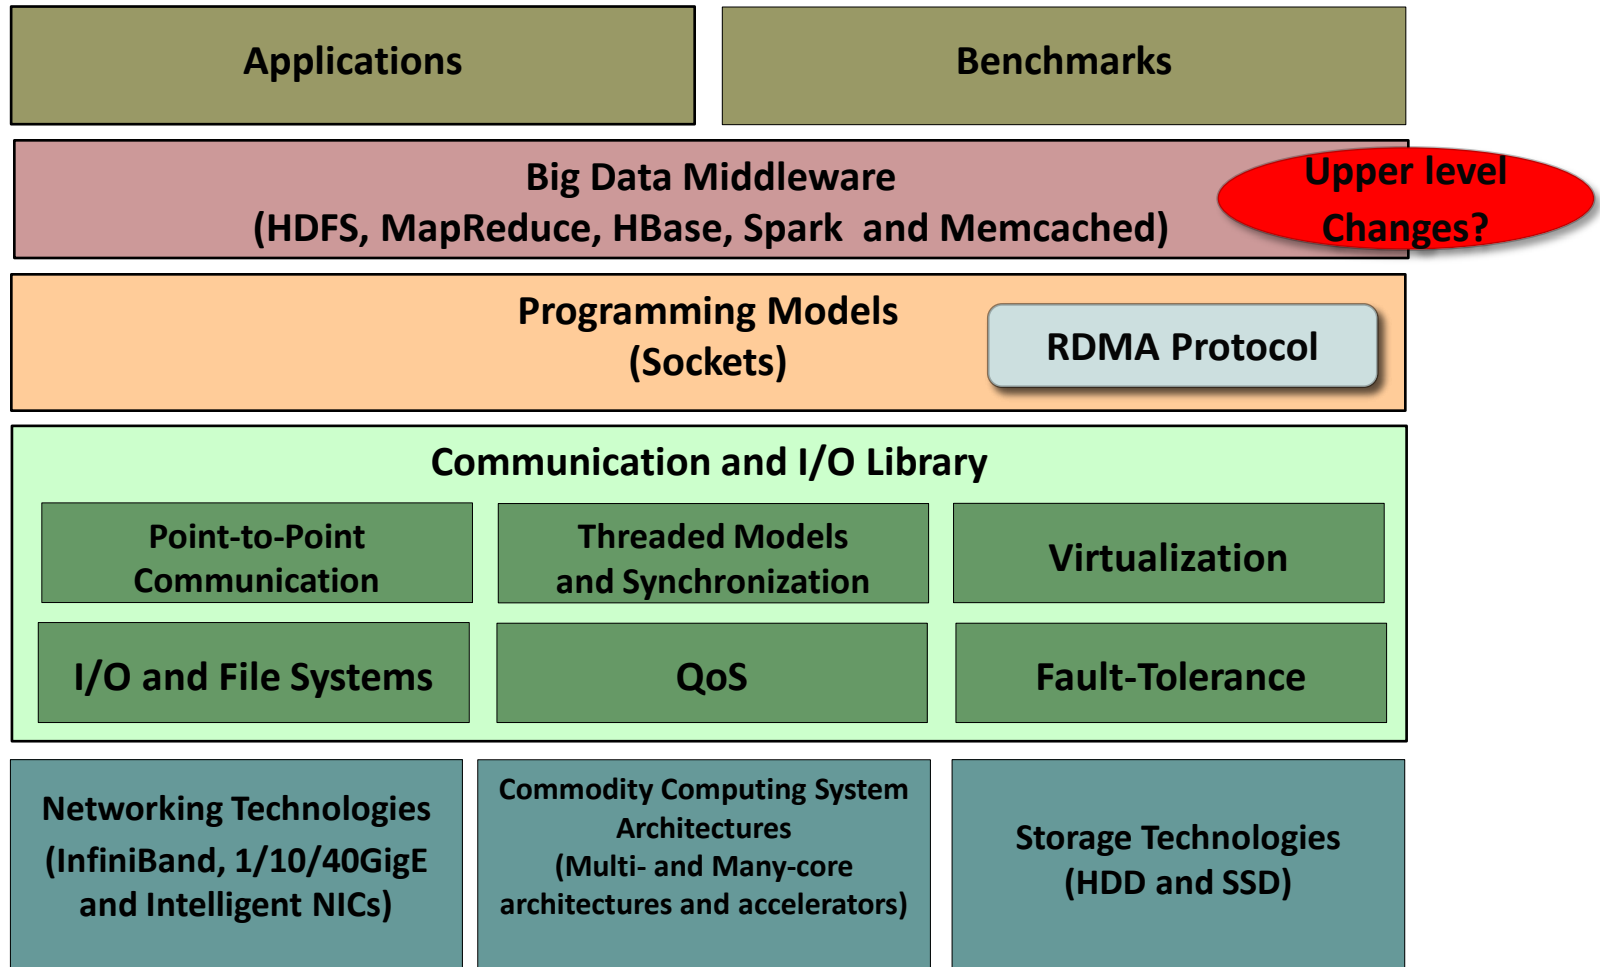 Applications
Benchmarks
Big Data Middleware
(HDFS, MapReduce, HBase, Spark  and Memcached)
Upper level
Changes?
Programming Models
(Sockets)
RDMA Protocol
Communication and I/O Library
Point-to-Point
Communication
Threaded Models
and Synchronization
Virtualization
I/O and File Systems
QoS
Fault-Tolerance
Networking Technologies
(InfiniBand, 1/10/40GigE
and Intelligent NICs)
Commodity Computing System
Architectures
(Multi- and Many-core
architectures and accelerators)
Storage Technologies
(HDD and SSD)